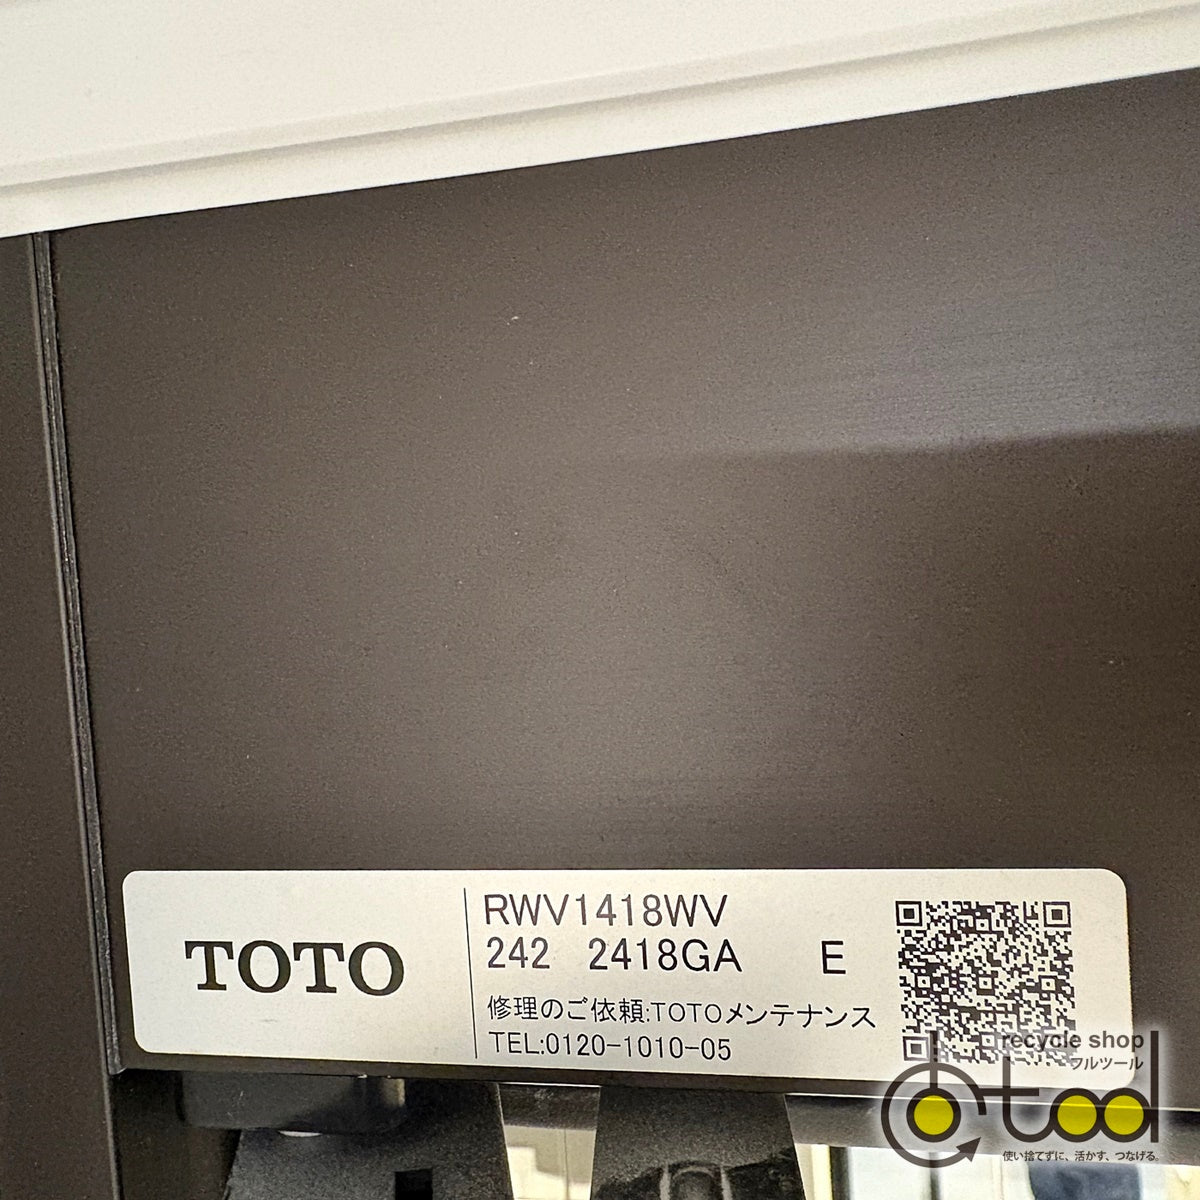 TOTO
RWV1418WV
242 2418GA E
修理のご依頼:TOTOメンテナンス
TEL:0120-1010-05
recycle shop
フルツール
tool
使い捨てずに、活かす、つなげる。